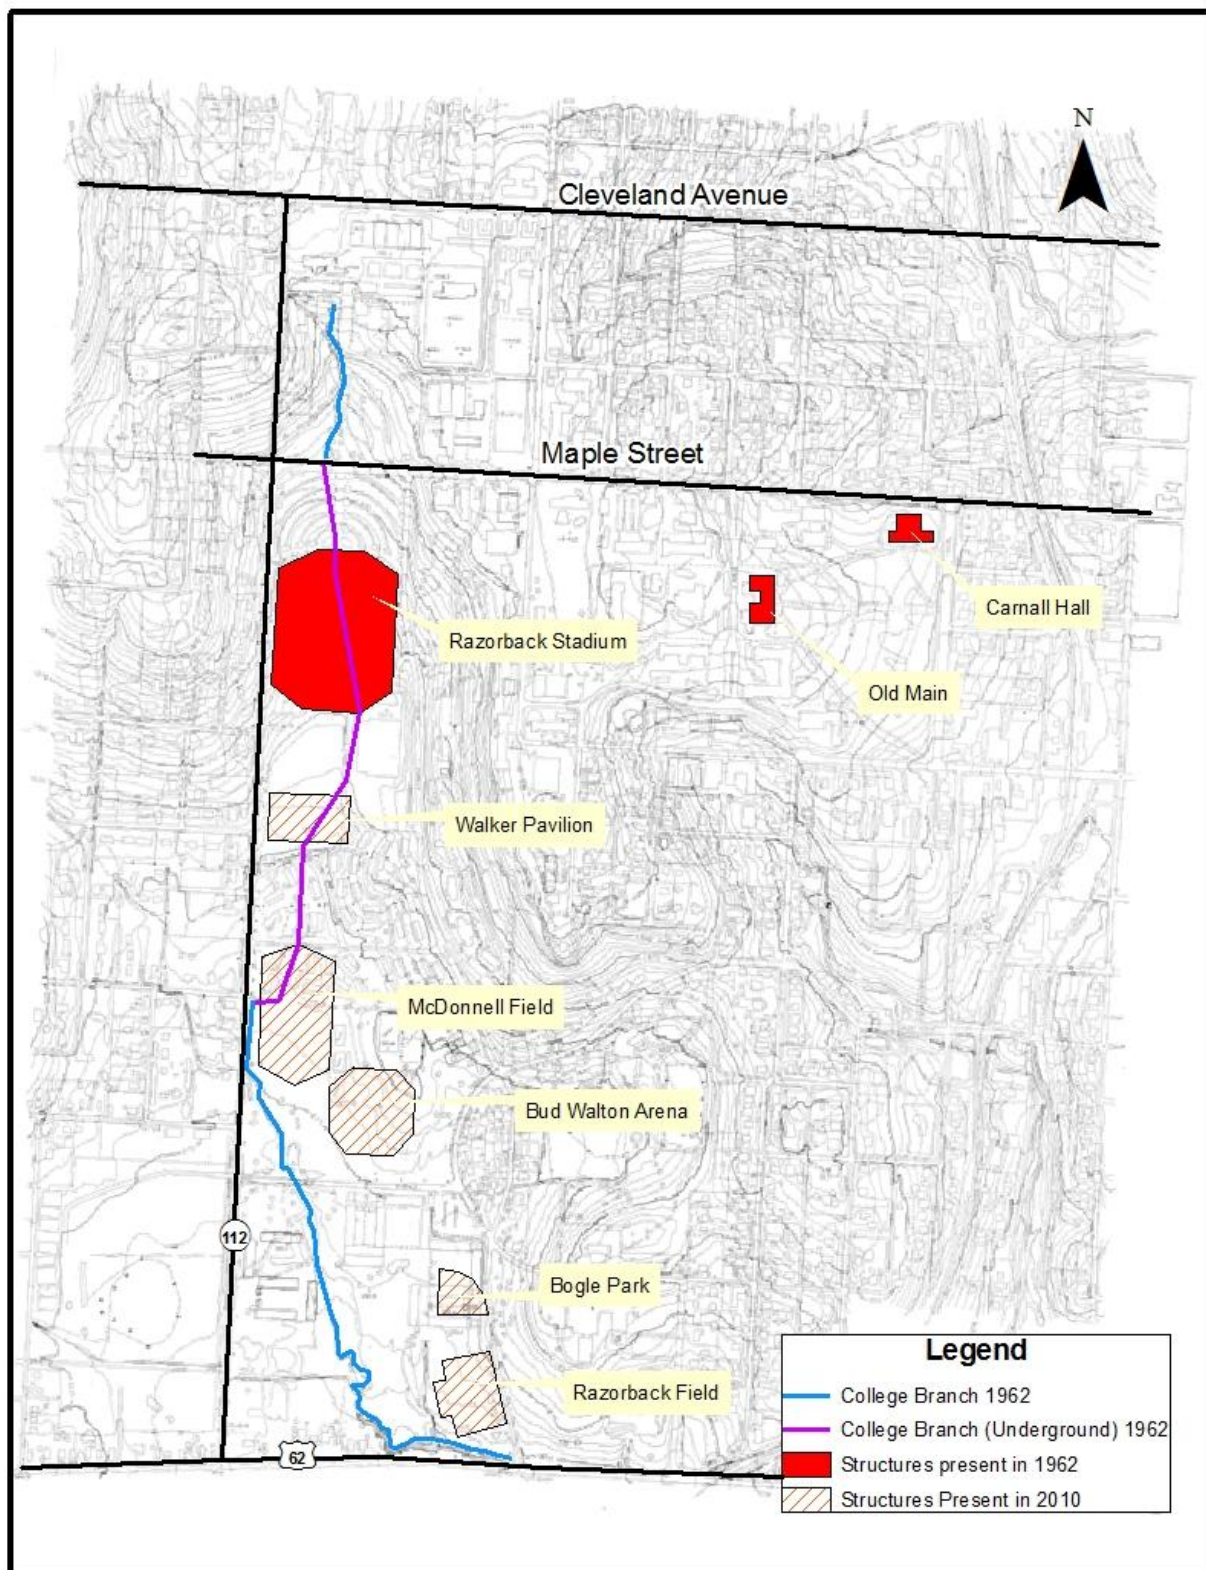 N
Cleveland Avenue
Maple Street
Carnall Hall
Razorback Stadium
Old Main
Walker Pavilion
McDonnell Field
Bud Walton Arena
112
Bogle Park
Razorback Field
62
Legend
College Branch 1962
College Branch (Underground) 1962
Structures present in 1962
Structures Present in 2010